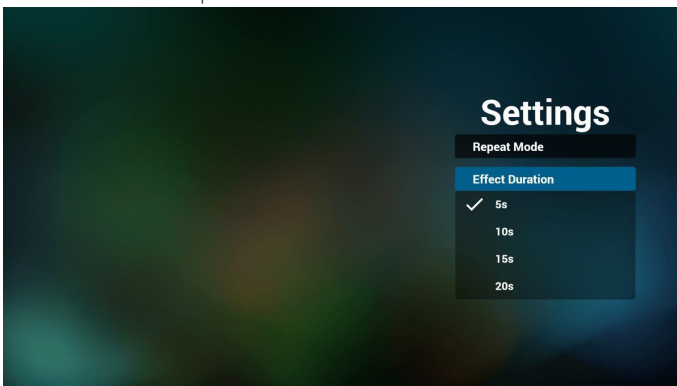 Settings
Repeat Mode
Effect Duration
5s
10s
15s
20s